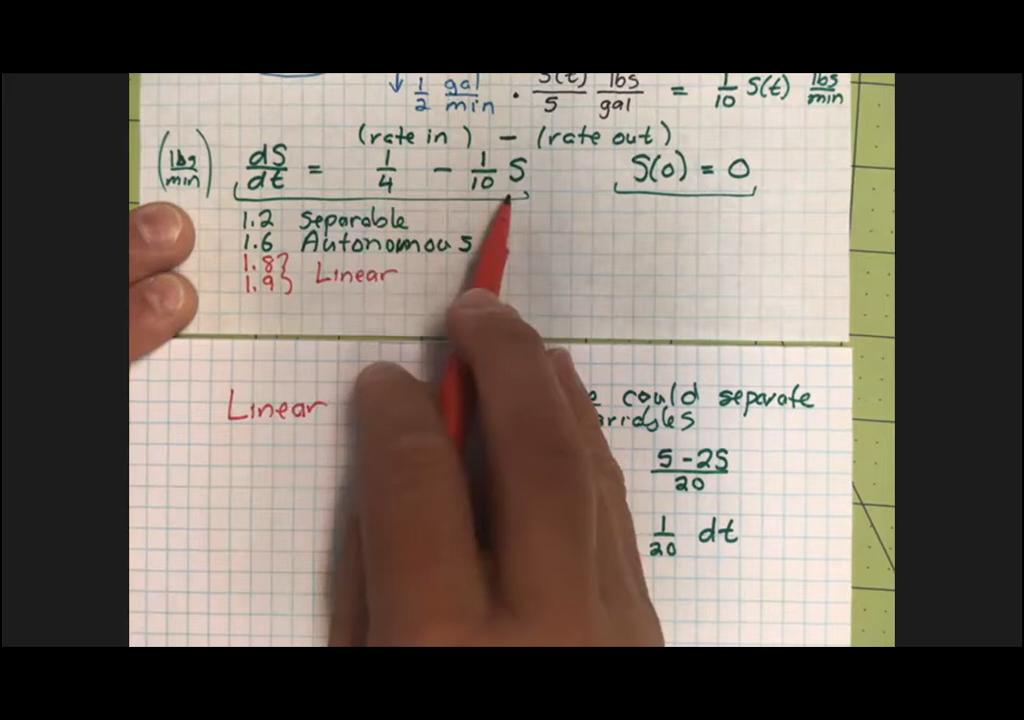 ↓ 1/2 gal/min · S(t)/5 lbs/gal = 1/10 S(t) lbs/min
(rate in) − (rate out)
(lbs/min) dS/dt = 1/4 − 1/10 S S(0) = 0
1.2 Separable
1.6 Autonomous
1.8 } Linear
1.9 }
Linear
could separate
5 − 2S / 20
1/20 dt